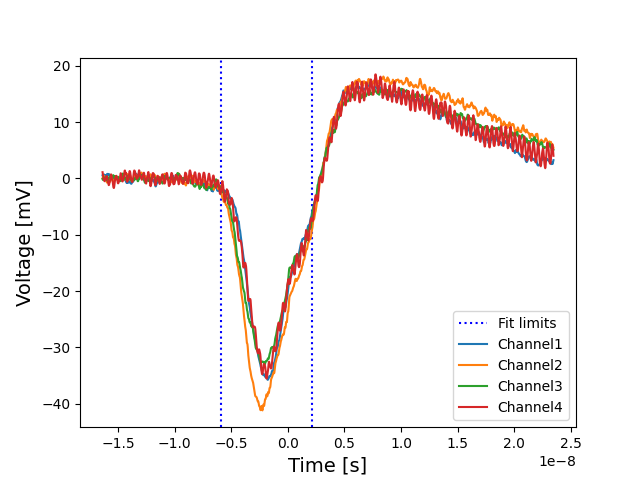 20
10
0
−10
−20
−30
−40
Voltage [mV]
Fit limits
Channel1
Channel2
Channel3
Channel4
−1.5 −1.0 −0.5 0.0 0.5 1.0 1.5 2.0 2.5
1e−8
Time [s]